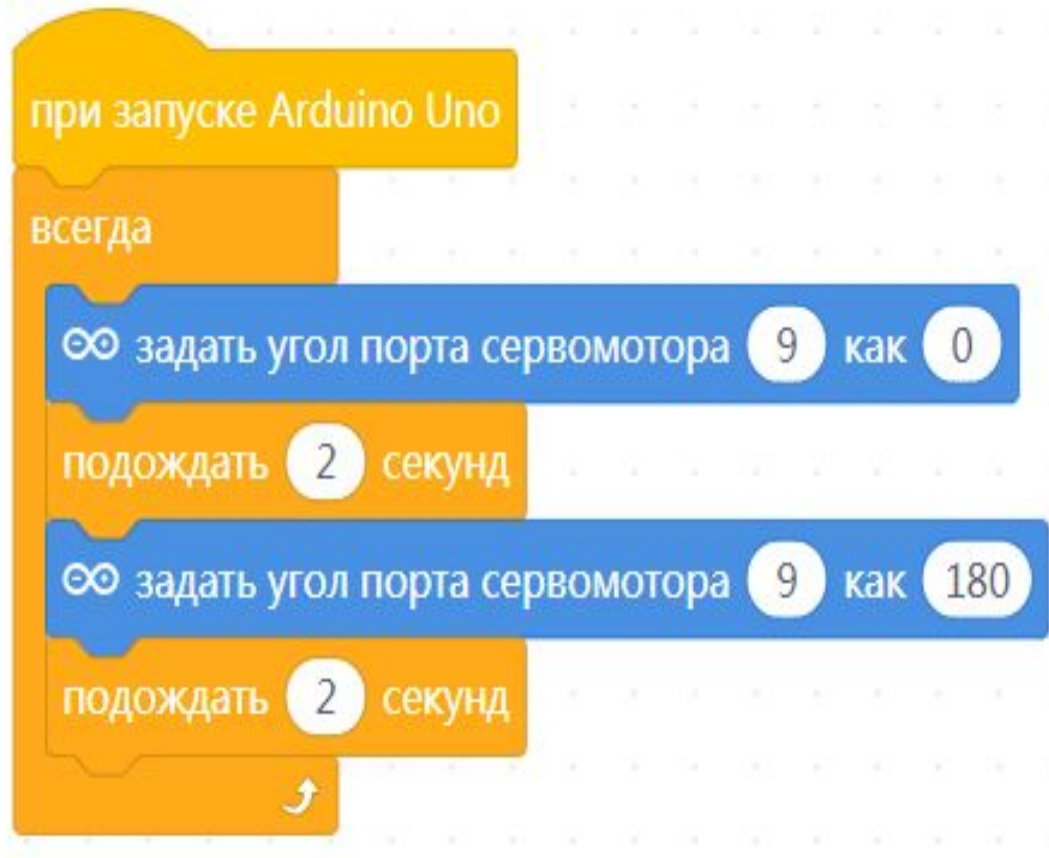 при запуске Arduino Uno
всегда
задать угол порта сервомотора 9 как 0
подождать 2 секунд
задать угол порта сервомотора 9 как 180
подождать 2 секунд